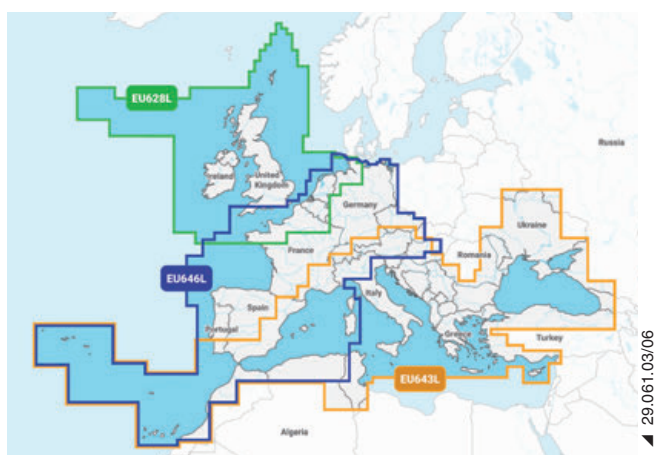 EU628L
Russia
Ireland
United
Kingdom
Germany
Ukraine
France
Romania
EU646L
Italy
Spain
Portugal
Greece
Turkey
EU643L
Algeria
◀ 29.061.03/06